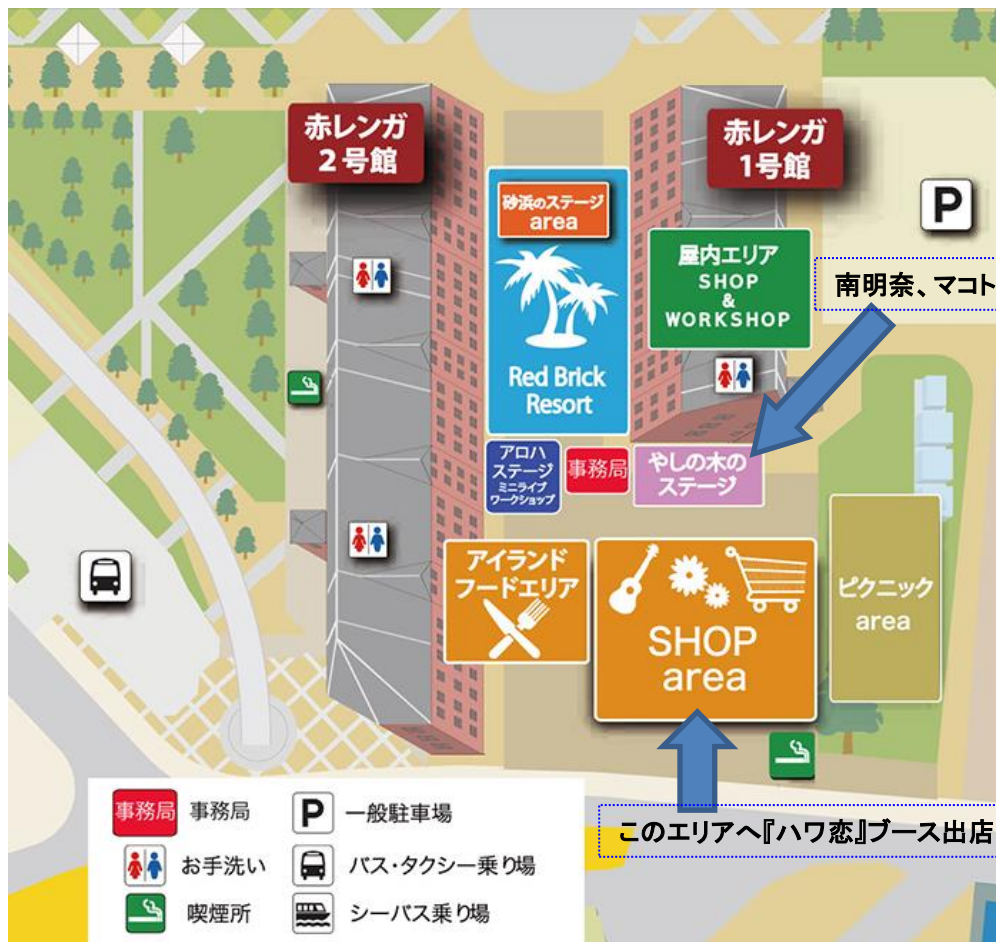 赤レンガ
2号館
赤レンガ
1号館
砂浜のステージ
area
P
屋内エリア
SHOP
&
WORKSHOP
南明奈、マコト
Red Brick
Resort
アロハ
ステージ
ミニライブ
ワークショップ
事務局
やしの木の
ステージ
アイランド
フードエリア
SHOP
area
ピクニック
area
このエリアへ『ハワ恋』ブース出店
事務局 事務局
P 一般駐車場
お手洗い
バス・タクシー乗り場
喫煙所
シーバス乗り場